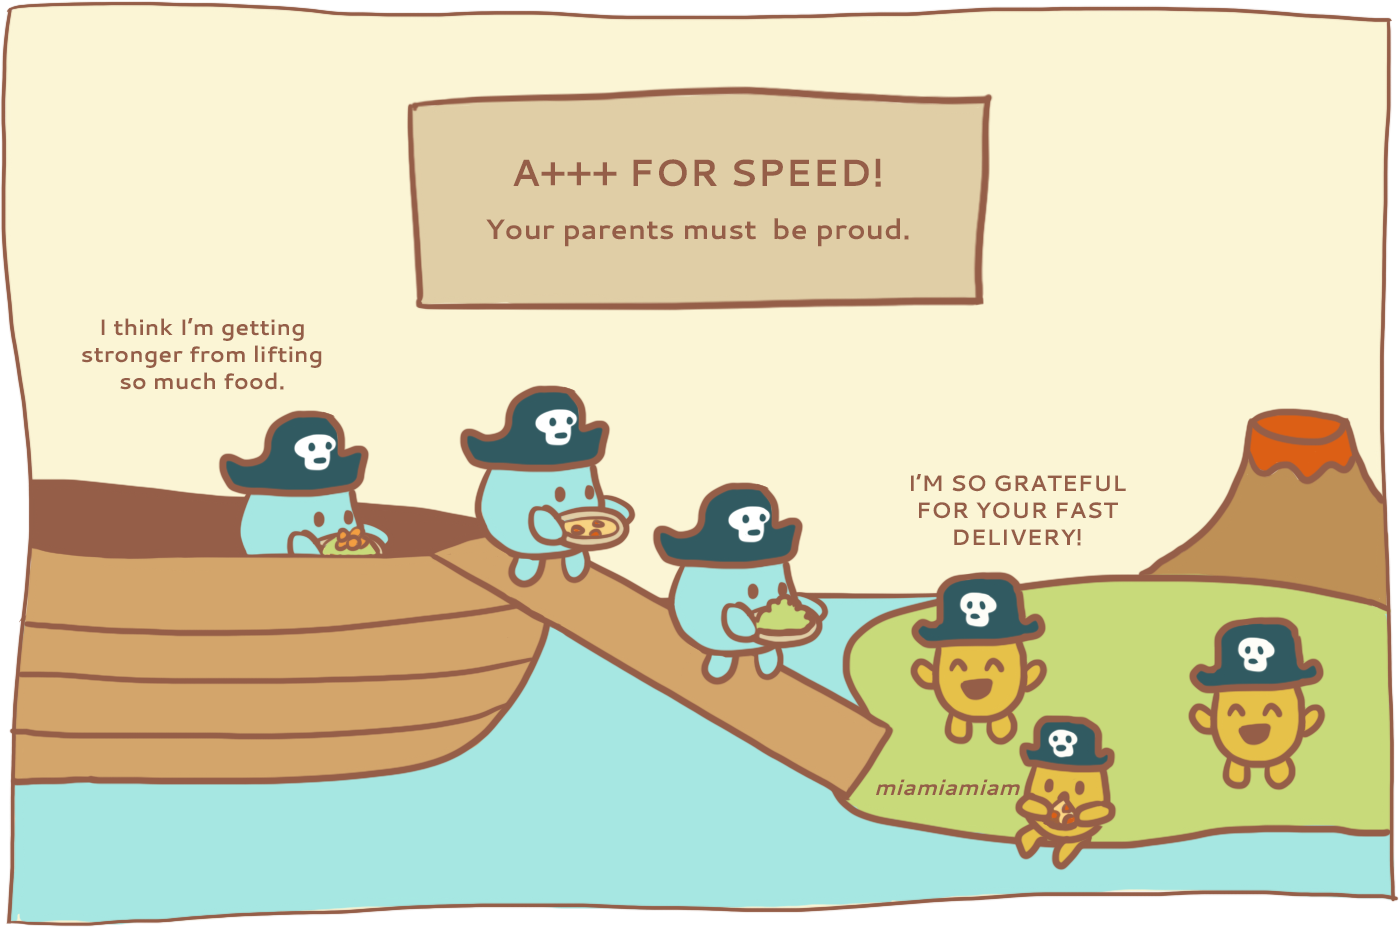 A+++ FOR SPEED!
Your parents must be proud.
I think I'm getting
stronger from lifting
so much food.
I'M SO GRATEFUL
FOR YOUR FAST
DELIVERY!
miamiamiam